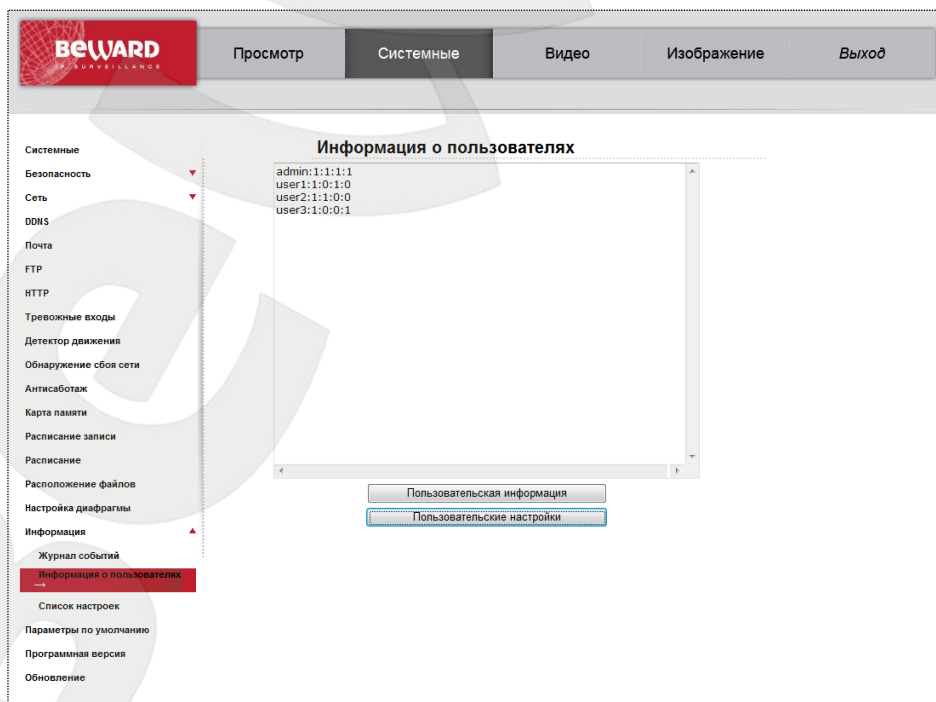 BEWARD
IP SURVEILLANCE
Просмотр
Системные
Видео
Изображение
Выход
Системные
Безопасность
Сеть
DDNS
Почта
FTP
HTTP
Тревожные входы
Детектор движения
Обнаружение сбоя сети
Антисаботаж
Карта памяти
Расписание записи
Расписание
Расположение файлов
Настройка диафрагмы
Информация
Журнал событий
Информация о пользователях
→
Список настроек
Параметры по умолчанию
Программная версия
Обновление
Информация о пользователях
admin:1:1:1:1
user1:1:0:1:0
user2:1:1:0:0
user3:1:0:0:1
Пользовательская информация
Пользовательские настройки